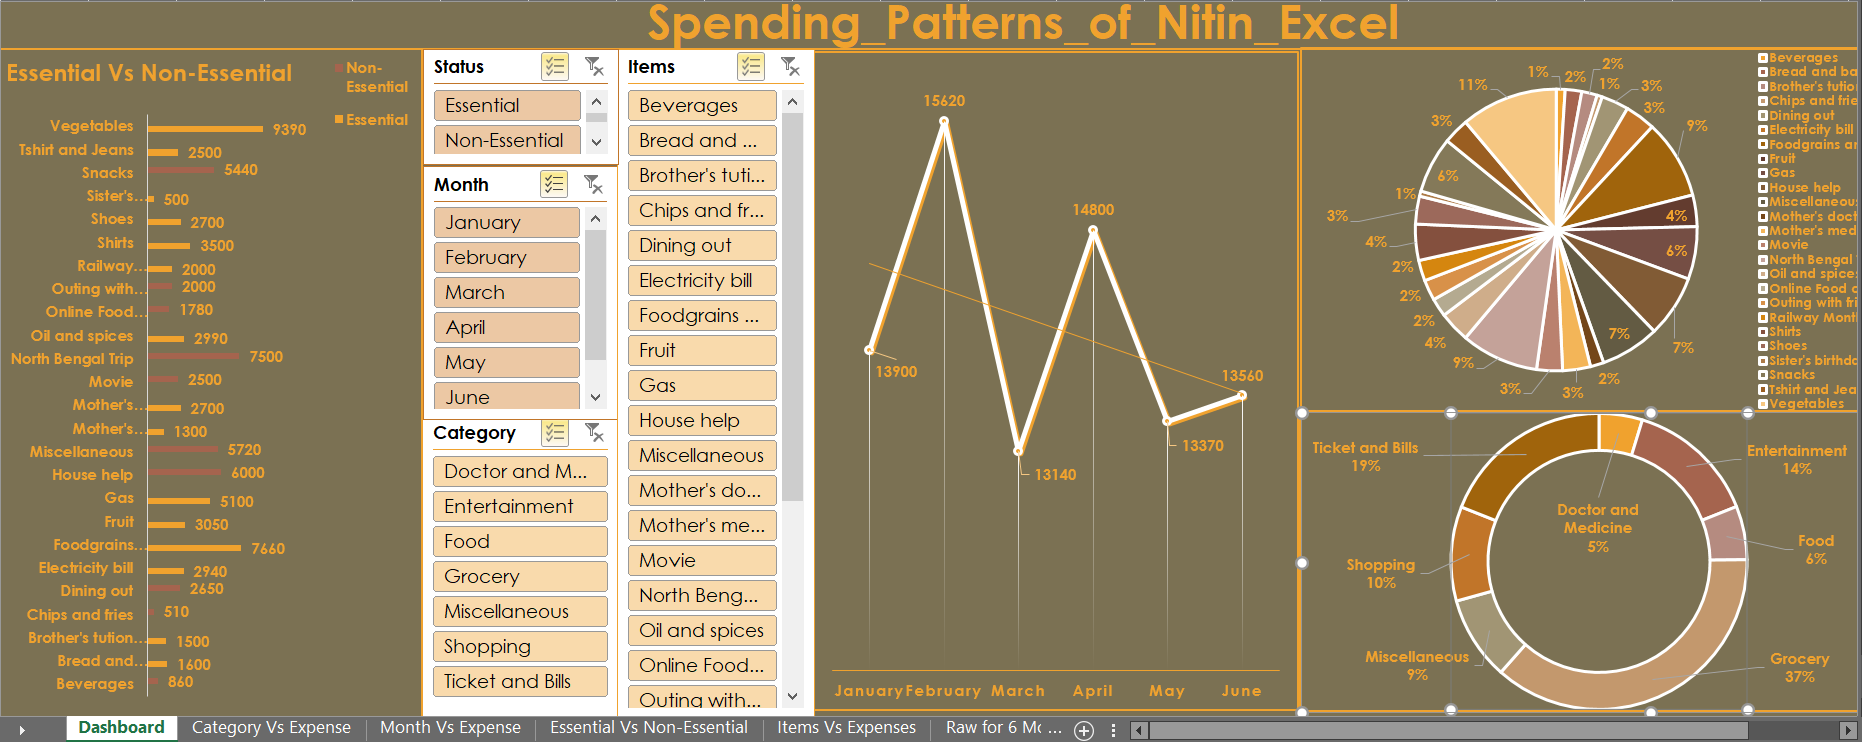 Spending_Patterns_of_Nitin_Excel
Essential Vs Non-Essential
Non-
Essential
Essential
Vegetables 9390
Tshirt and Jeans 2500
Snacks 5440
Sister's... 500
Shoes 2700
Shirts 3500
Railway... 2000
Outing with... 2000
Online Food... 1780
Oil and spices 2990
North Bengal Trip 7500
Movie 2500
Mother's... 2700
Mother's... 1300
Miscellaneous 5720
House help 6000
Gas 5100
Fruit 3050
Foodgrains... 7660
Electricity bill 2940
Dining out 2650
Chips and fries 510
Brother's tution... 1500
Bread and... 1600
Beverages 860
Status
Essential
Non-Essential
Month
January
February
March
April
May
June
Category
Doctor and M...
Entertainment
Food
Grocery
Miscellaneous
Shopping
Ticket and Bills
Items
Beverages
Bread and ...
Brother's tuti...
Chips and fr...
Dining out
Electricity bill
Foodgrains ...
Fruit
Gas
House help
Miscellaneous
Mother's do...
Mother's me...
Movie
North Beng...
Oil and spices
Online Food...
Outing with...
15620
14800
13900
13560
13370
13140
January February March April May June
1%
2%
2%
1%
3%
3%
9%
4%
6%
7%
7%
2%
3%
3%
9%
4%
2%
2%
2%
4%
3%
1%
6%
3%
11%
Beverages
Bread and ba
Brother's tutio
Chips and frie
Dining out
Electricity bill
Foodgrains an
Fruit
Gas
House help
Miscellaneous
Mother's doct
Mother's med
Movie
North Bengal
Oil and spice
Online Food o
Outing with fri
Railway Mont
Shirts
Shoes
Sister's birthda
Snacks
Tshirt and Jea
Vegetables
Ticket and Bills
19%
Entertainment
14%
Doctor and
Medicine
5%
Food
6%
Shopping
10%
Miscellaneous
9%
Grocery
37%
Dashboard Category Vs Expense Month Vs Expense Essential Vs Non-Essential Items Vs Expenses Raw for 6 Mc ...